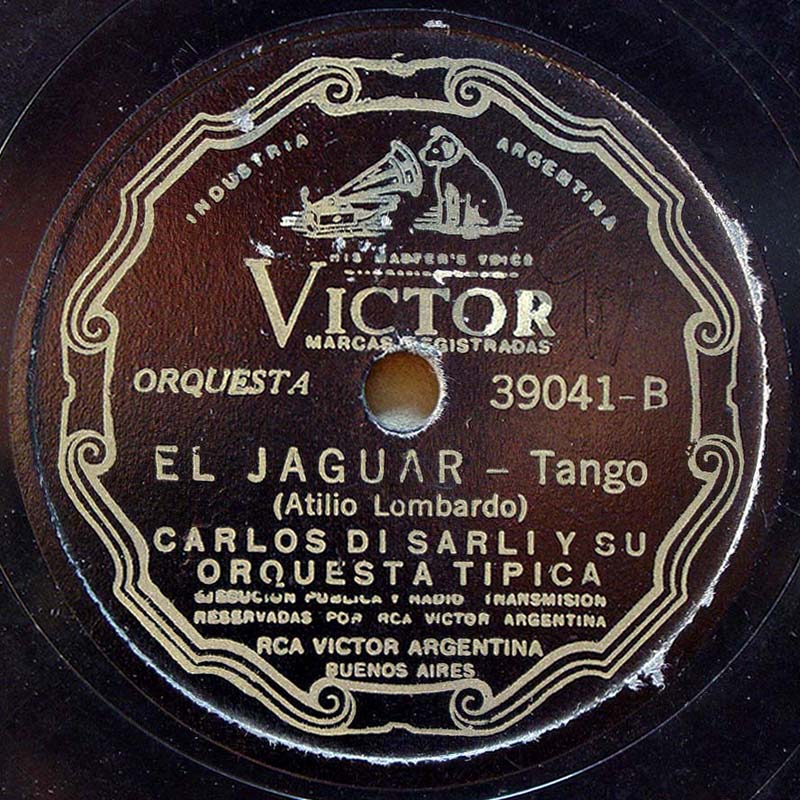 INDUSTRIA ARGENTINA
HIS MASTER'S VOICE
VICTOR
MARCAS REGISTRADAS
ORQUESTA 39041-B
EL JAGUAR - Tango
(Atilio Lombardo)
CARLOS DI SARLI Y SU
ORQUESTA TIPICA
EJECUCION PUBLICA Y RADIO TRANSMISION
RESERVADAS POR RCA VICTOR ARGENTINA
RCA VICTOR ARGENTINA
BUENOS AIRES